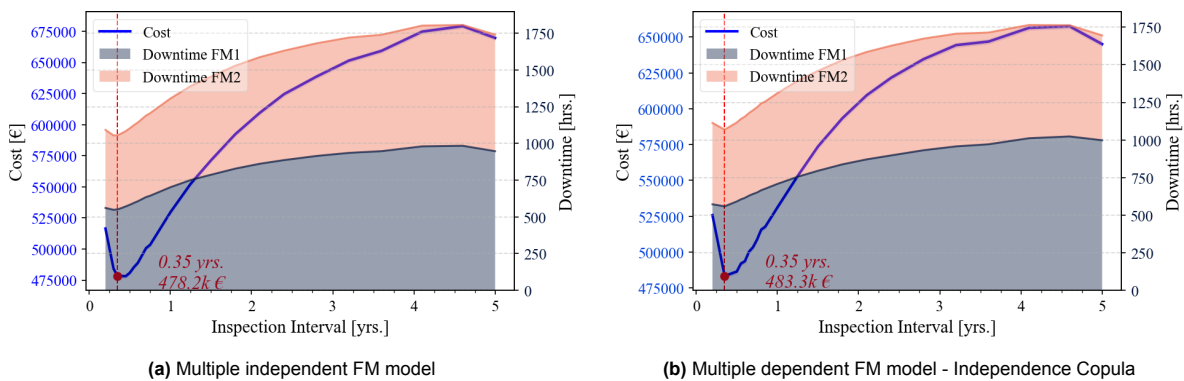 Cost [€]
675000
650000
625000
600000
575000
550000
525000
500000
475000
Cost
Downtime FM1
Downtime FM2
0.35 yrs.
478.2k €
1750
1500
1250
1000
750
500
250
0
Downtime [hrs.]
0 1 2 3 4 5
Inspection Interval [yrs.]
(a) Multiple independent FM model
Cost [€]
650000
625000
600000
575000
550000
525000
500000
475000
Cost
Downtime FM1
Downtime FM2
0.35 yrs.
483.3k €
1750
1500
1250
1000
750
500
250
0
Downtime [hrs.]
0 1 2 3 4 5
Inspection Interval [yrs.]
(b) Multiple dependent FM model - Independence Copula